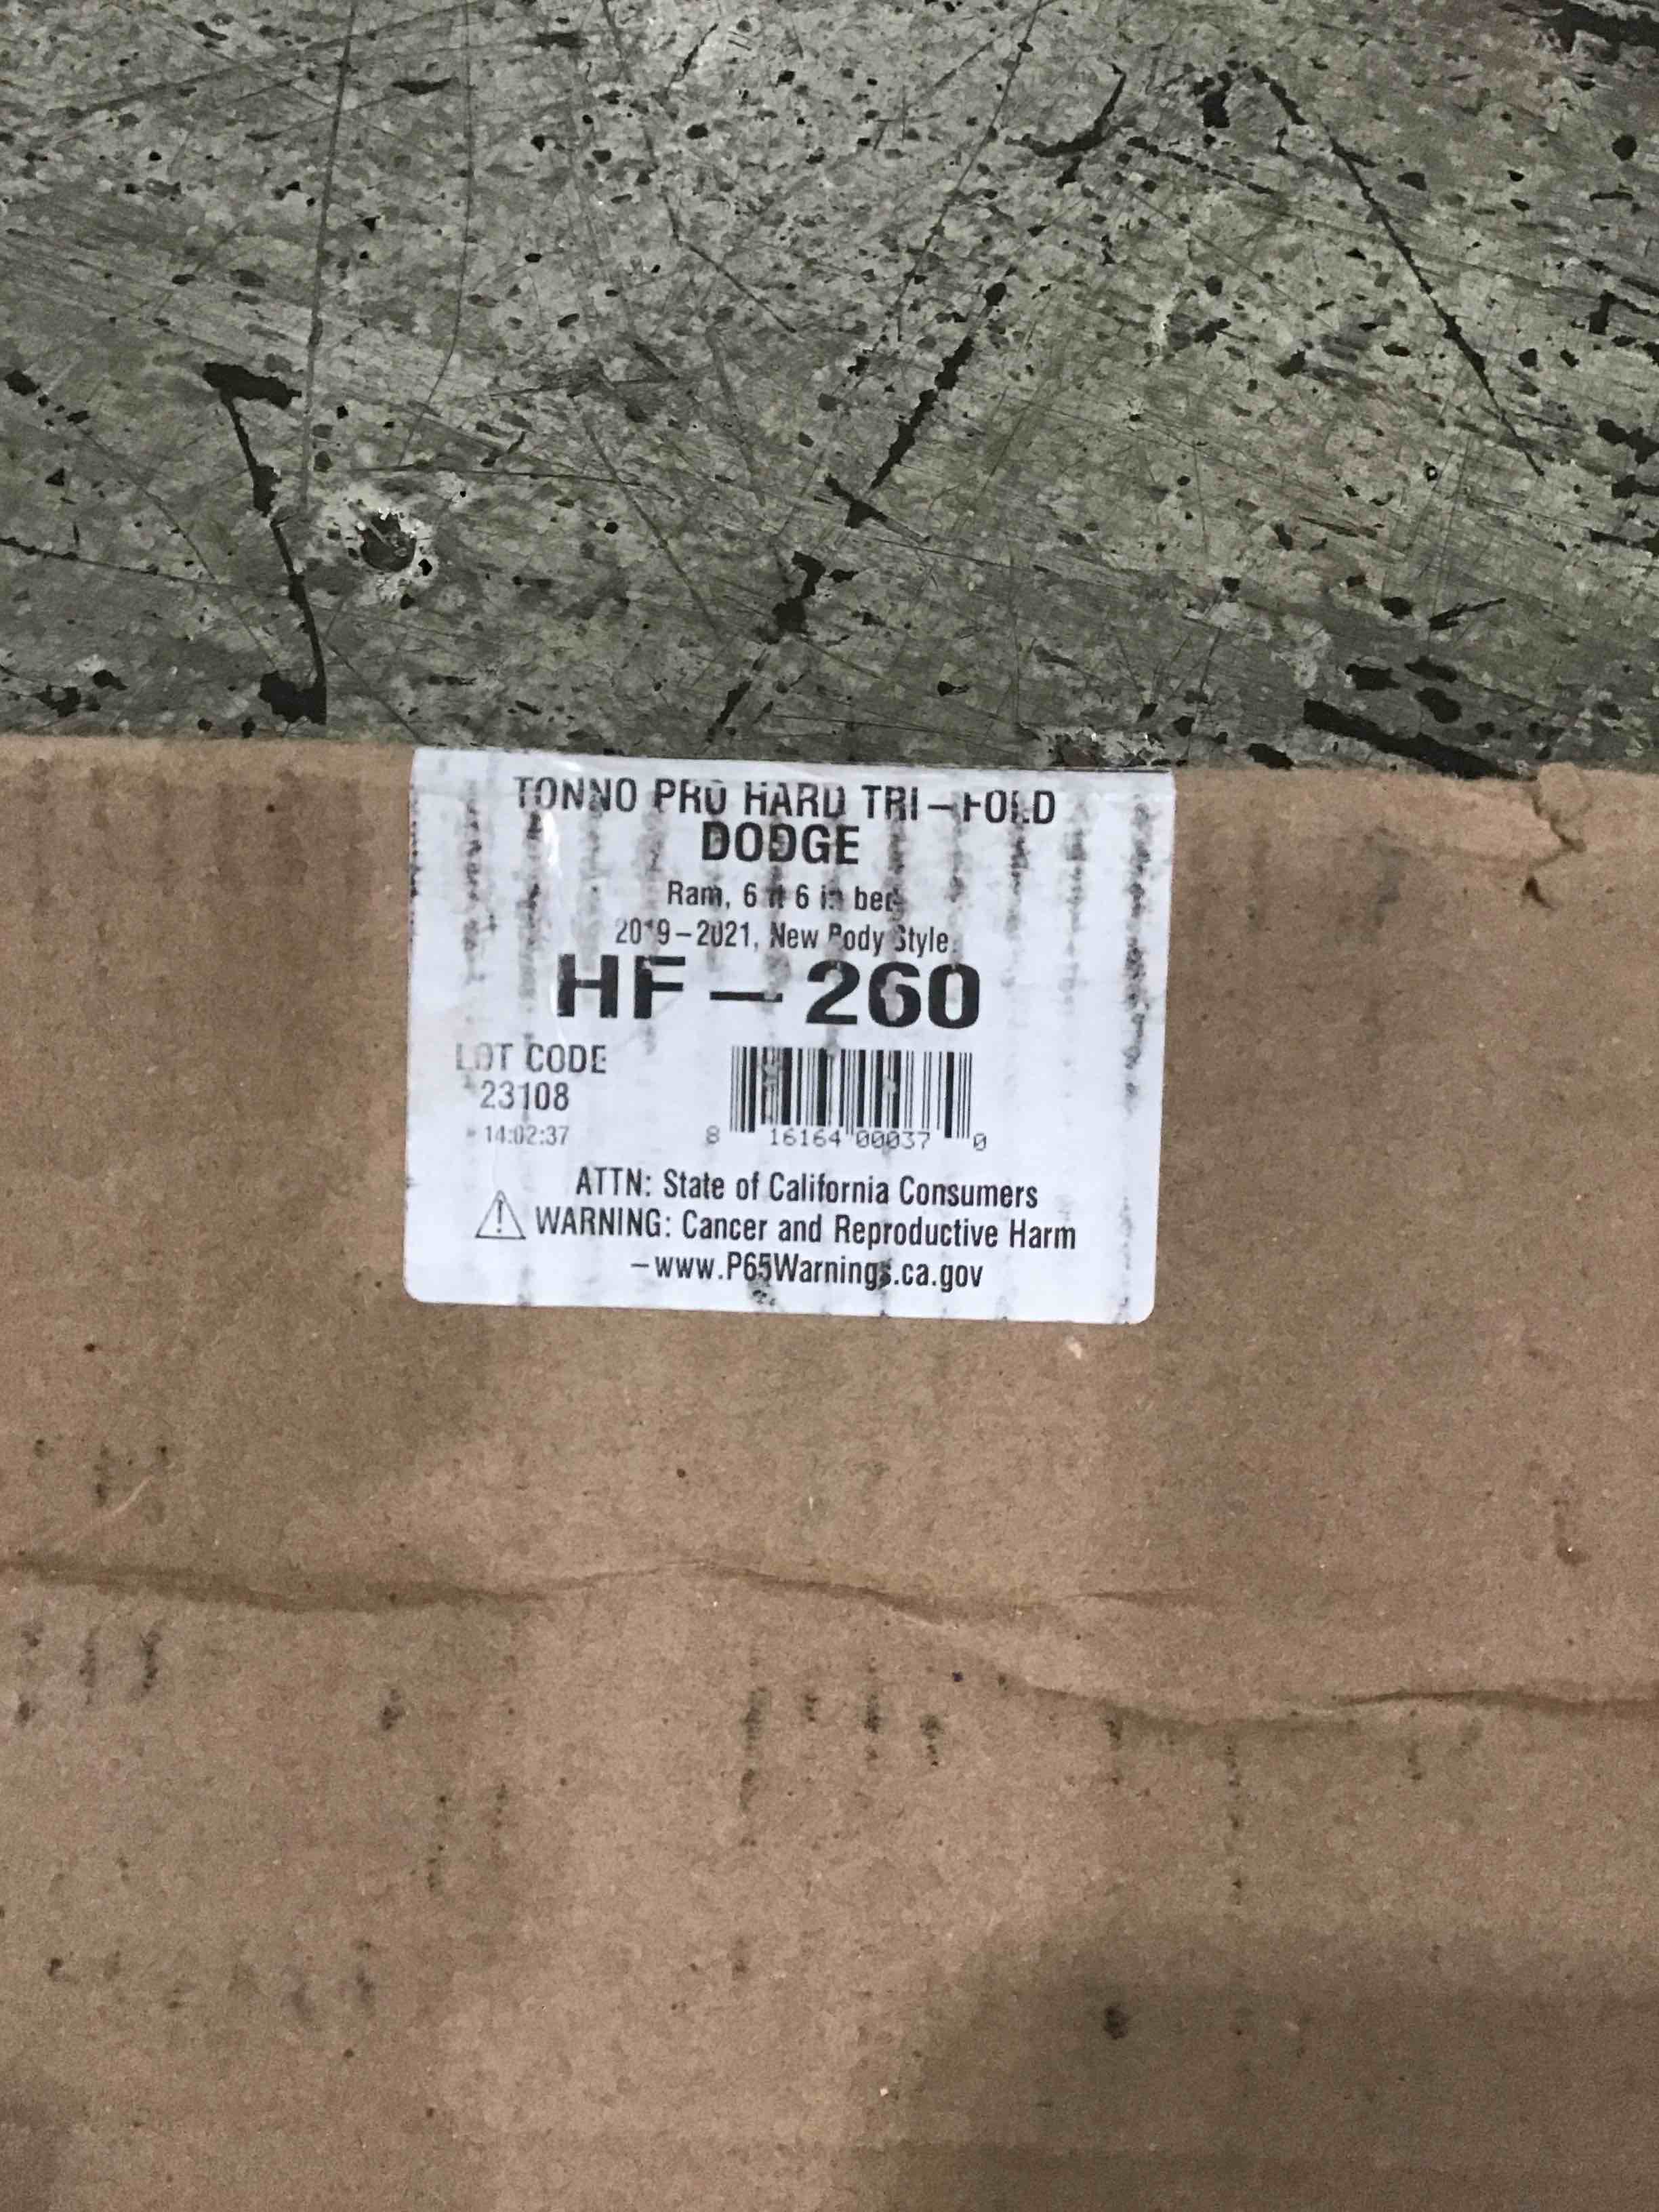 TONNO PRO HARD TRI-FOLD
DODGE
Ram, 6 ft 6 in bed
2019-2021, New Body Style
HF-260
LOT CODE
23108
14:02:37
8 16164 00037 0
ATTN: State of California Consumers
WARNING: Cancer and Reproductive Harm
-www.P65Warnings.ca.gov